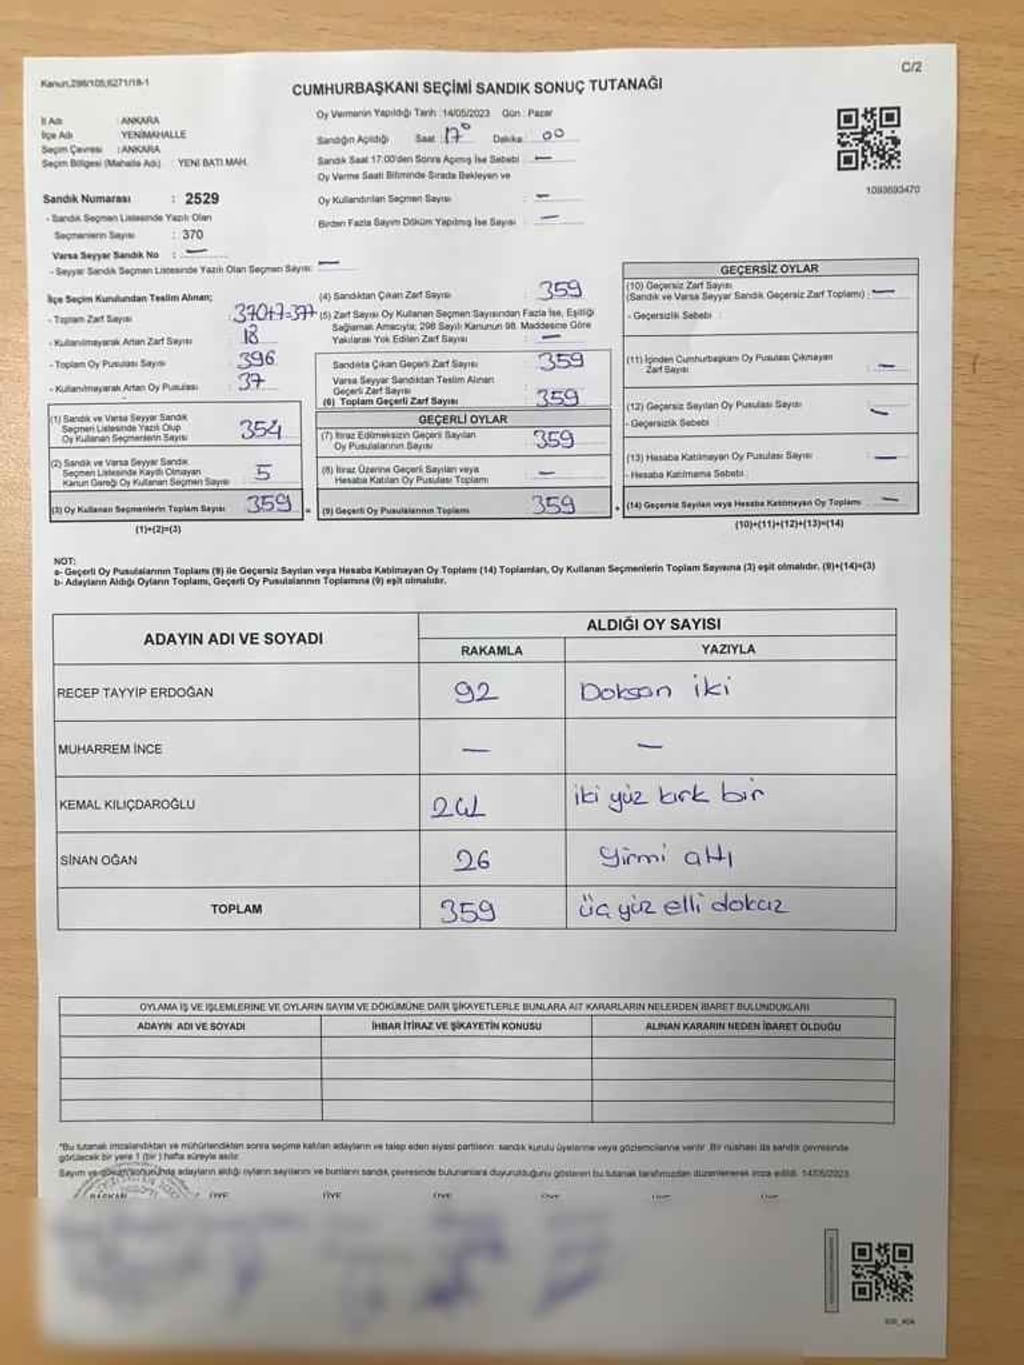 C/2
Kanun,298/105,6271/18-1
CUMHURBAŞKANI SEÇİMİ SANDIK SONUÇ TUTANAĞI
İl Adı : ANKARA
İlçe Adı : YENİMAHALLE
Seçim Çevresi : ANKARA
Seçim Bölgesi (Mahalle Adı) : YENİ BATI MAH.
Sandık Numarası : 2529
- Sandık Seçmen Listesinde Yazılı Olan
Seçmenlerin Sayısı : 370
Varsa Seyyar Sandık No : —
- Seyyar Sandık Seçmen Listesinde Yazılı Olan Seçmen Sayısı: —
Oy Vermenin Yapıldığı Tarih :14/05/2023 Gün : Pazar
Sandığın Açıldığı Saat :17⁰ Dakika : 00
Sandık Saat 17:00'den Sonra Açımış İse Sebebi : —
Oy Verme Saati Bitiminde Sırada Bekleyen ve
Oy Kullandırılan Seçmen Sayısı : —
Birden Fazla Sayım Döküm Yapılmış İse Sayısı : —
1093693470
İlçe Seçim Kurulundan Teslim Alınan;
- Toplam Zarf Sayısı : 370+7=377
- Kullanılmayarak Artan Zarf Sayısı : 18
- Toplam Oy Pusulası Sayısı : 396
- Kullanılmayarak Artan Oy Pusulası : 37
(1) Sandık ve Varsa Seyyar Sandık
Seçmen Listesinde Yazılı Olup
Oy Kullanan Seçmenlerin Sayısı : 354
(2) Sandık ve Varsa Seyyar Sandık
Seçmen Listesinde Kayıtlı Olmayan
Kanun Gereği Oy Kullanan Seçmen Sayısı : 5
(3) Oy Kullanan Seçmenlerin Toplam Sayısı : 359 =
(1)+(2)=(3)
(4) Sandıktan Çıkan Zarf Sayısı : 359
(5) Zarf Sayısı Oy Kullanan Seçmen Sayısından Fazla İse, Eşitliği
Sağlamak Amacıyla; 298 Sayılı Kanunun 98. Maddesine Göre
Yakılarak Yok Edilen Zarf Sayısı : —
Sandıkta Çıkan Geçerli Zarf Sayısı : 359
Varsa Seyyar Sandıktan Teslim Alınan
Geçerli Zarf Sayısı :
(6) Toplam Geçerli Zarf Sayısı : 359
GEÇERLİ OYLAR
(7) İtiraz Edilmeksizin Geçerli Sayılan
Oy Pusulalarının Sayısı : 359
(8) İtiraz Üzerine Geçerli Sayılan veya
Hesaba Katılan Oy Pusulası Toplamı : —
(9) Geçerli Oy Pusulalarının Toplamı : 359 +
GEÇERSİZ OYLAR
(10) Geçersiz Zarf Sayısı
(Sandık ve Varsa Seyyar Sandık Geçersiz Zarf Toplamı) : —
- Geçersizlik Sebebi :
(11) İçinden Cumhurbaşkanı Oy Pusulası Çıkmayan
Zarf Sayısı : —
(12) Geçersiz Sayılan Oy Pusulası Sayısı : —
- Geçersizlik Sebebi :
(13) Hesaba Katılmayan Oy Pusulası Sayısı : —
- Hesaba Katılmama Sebebi :
(14) Geçersiz Sayılan veya Hesaba Katılmayan Oy Toplamı : —
(10)+(11)+(12)+(13)=(14)
NOT:
a- Geçerli Oy Pusulalarının Toplamı (9) ile Geçersiz Sayılan veya Hesaba Katılmayan Oy Toplamı (14) Toplamları, Oy Kullanan Seçmenlerin Toplam Sayısına (3) eşit olmalıdır. (9)+(14)=(3)
b- Adayların Aldığı Oyların Toplamı, Geçerli Oy Pusulalarının Toplamına (9) eşit olmalıdır.
ADAYIN ADI VE SOYADI ALDIĞI OY SAYISI
RAKAMLA YAZIYLA
RECEP TAYYİP ERDOĞAN 92 Doksan iki
MUHARREM İNCE — —
KEMAL KILIÇDAROĞLU 241 iki yüz kırk bir
SİNAN OĞAN 26 Yirmi altı
TOPLAM 359 üç yüz elli dokuz
OYLAMA İŞ VE İŞLEMLERİNE VE OYLARIN SAYIM VE DÖKÜMÜNE DAİR ŞİKAYETLERLE BUNLARA AİT KARARLARIN NELERDEN İBARET BULUNDUKLARI
ADAYIN ADI VE SOYADI İHBAR İTİRAZ VE ŞİKAYETİN KONUSU ALINAN KARARIN NEDEN İBARET OLDUĞU
*Bu tutanak imzalandıktan ve mühürlendikten sonra seçime katılan adayların ve talep eden siyasi partilerin sandık kurulu üyelerine veya gözlemcilerine verilir. Bir nüshası da sandık çevresinde
görülecek bir yere 1 (bir) hafta süreyle asılır.
Sayım ve döküm sonunda adayların aldığı oyların sayılarını ve bunların sandık çevresinde bulunanlara duyurulduğunu gösteren bu tutanak tarafımızdan düzenlenerek imza edildi. 14/05/2023
BAŞKAN ÜYE ÜYE ÜYE ÜYE ÜYE ÜYE